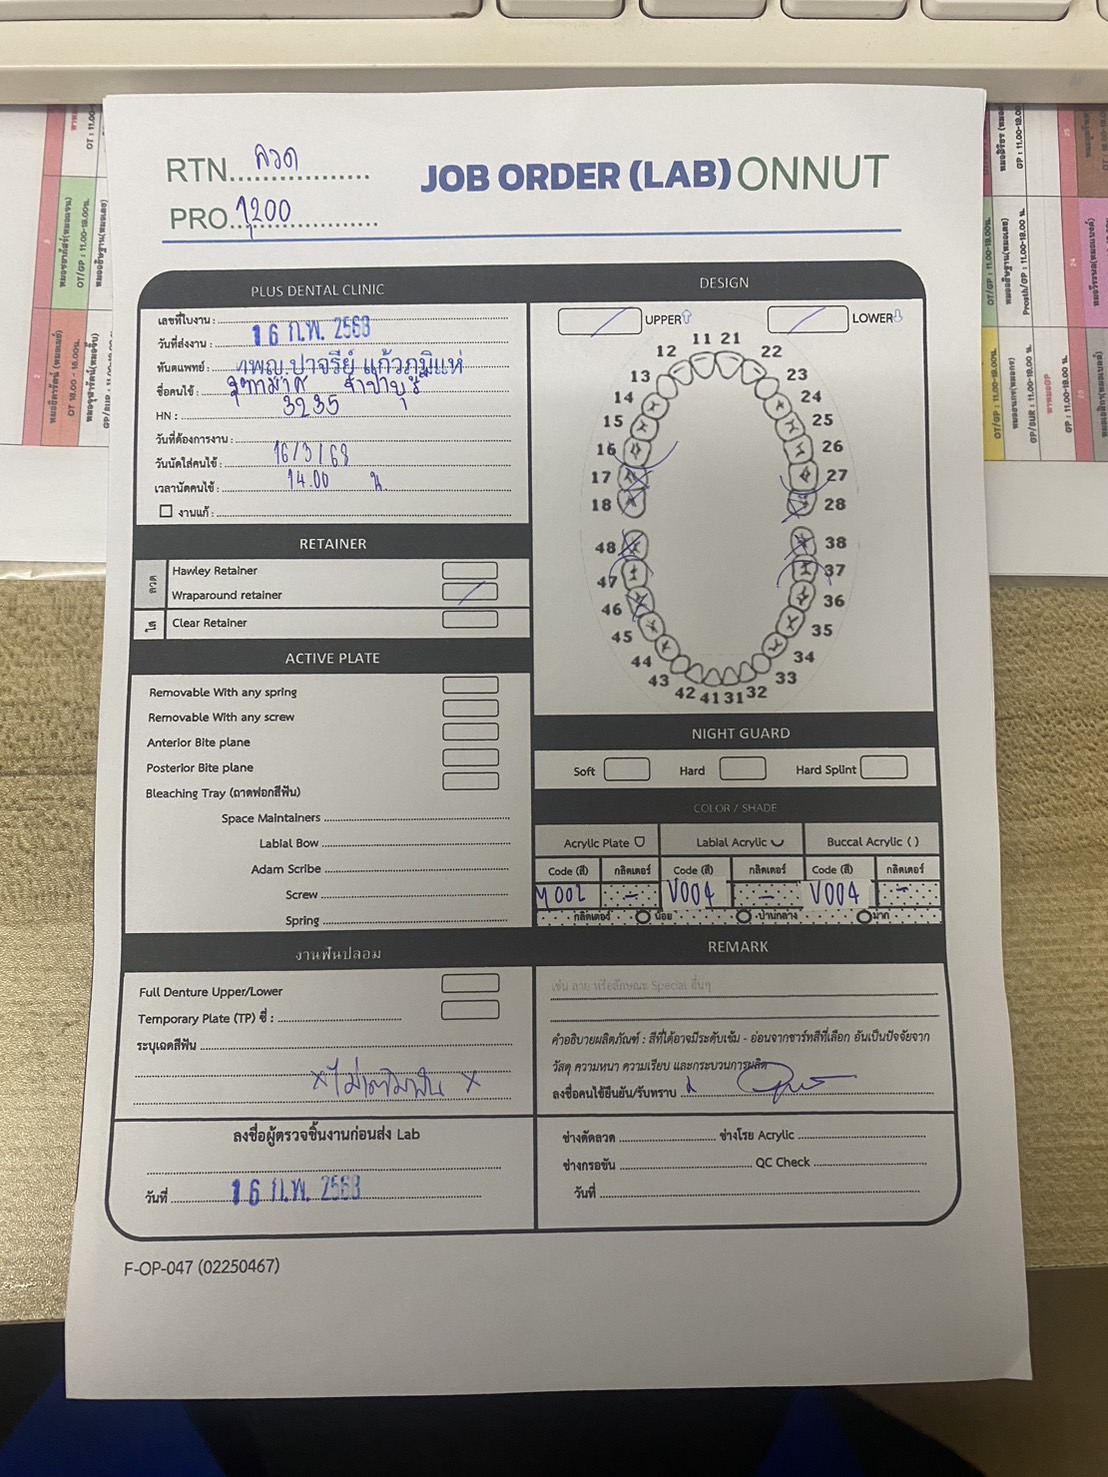 RTN. ลวด
JOB ORDER (LAB) ONNUT
PRO. 1,200
PLUS DENTAL CLINIC
เลขที่ใบงาน :
วันที่ส่งงาน : 16 ก.พ. 2568
ทันตแพทย์ : ทพญ.ปาจรีย์ แก้วภูมิแห่
ชื่อคนไข้ : จุฑามาศ จำปาบุรี
HN : 3235
วันที่ต้องการงาน :
วันนัดใส่คนไข้ : 16/3/68
เวลานัดคนไข้ : 14.00 น.
งานแก้ :
DESIGN
UPPER
LOWER
11 21
12 22
13 23
14 24
15 25
16 26
17 27
18 28
48 38
47 37
46 36
45 35
44 34
43 33
42 41 31 32
RETAINER
ลวด
Hawley Retainer
Wraparound retainer
ใส
Clear Retainer
ACTIVE PLATE
Removable With any spring
Removable With any screw
Anterior Bite plane
Posterior Bite plane
Bleaching Tray (ถาดฟอกสีฟัน)
Space Maintainers
Labial Bow
Adam Scribe
Screw
Spring
NIGHT GUARD
Soft Hard Hard Splint
COLOR / SHADE
Acrylic Plate Labial Acrylic Buccal Acrylic ( )
Code (สี) กลิตเตอร์ Code (สี) กลิตเตอร์ Code (สี) กลิตเตอร์
M002 - V004 - V004 -
กลิตเตอร์ น้อย ปานกลาง มาก
งานฟันปลอม
Full Denture Upper/Lower
Temporary Plate (TP) ซี่ :
ระบุเฉดสีฟัน
×ไม่เติมฟัน ×
REMARK
เช่น ลาย หรือลักษณะ Special อื่นๆ
คำอธิบายผลิตภัณฑ์ : สีที่ได้อาจมีระดับเข้ม - อ่อนจากชาร์ทสีที่เลือก อันเป็นปัจจัยจาก
วัสดุ ความหนา ความเรียบ และกระบวนการผลิต
ลงชื่อคนไข้ยืนยัน/รับทราบ
ลงชื่อผู้ตรวจชิ้นงานก่อนส่ง Lab
วันที่ 16 ก.พ. 2568
ช่างดัดลวด ช่างโรย Acrylic
ช่างกรอขัน QC Check
วันที่
F-OP-047 (02250467)